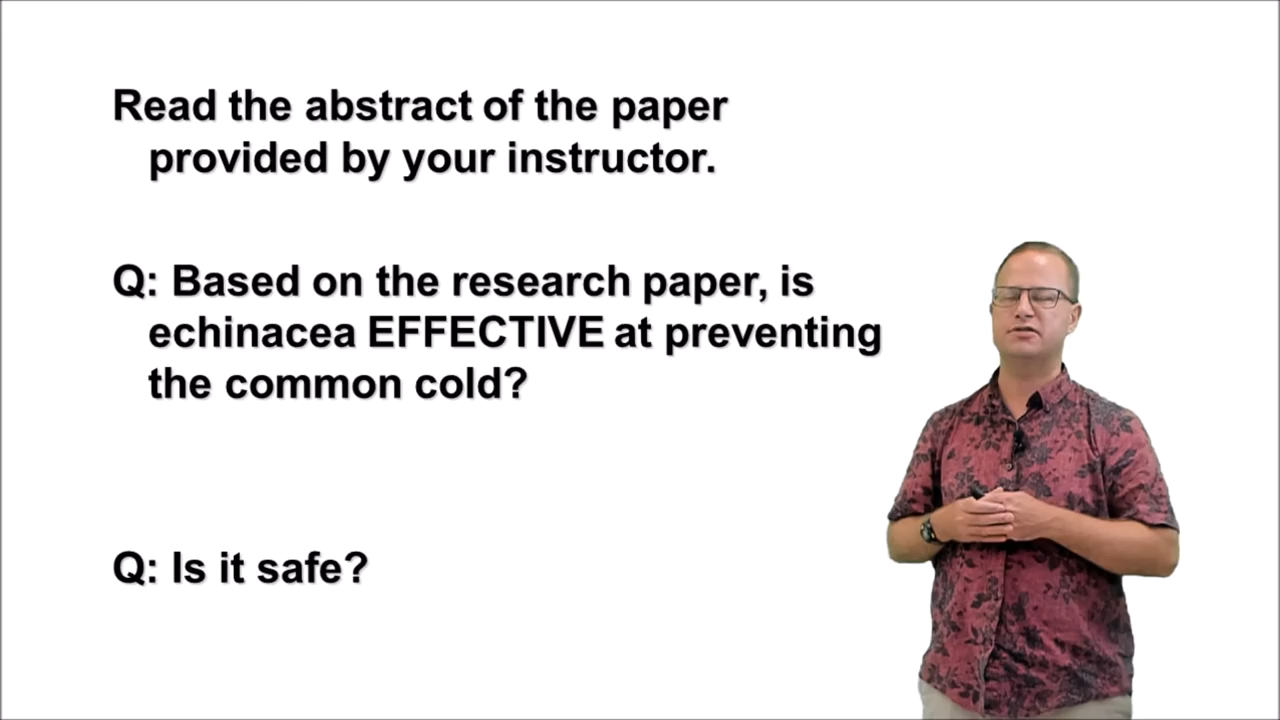 Read the abstract of the paper
provided by your instructor.
Q: Based on the research paper, is
echinacea EFFECTIVE at preventing
the common cold?
Q: Is it safe?